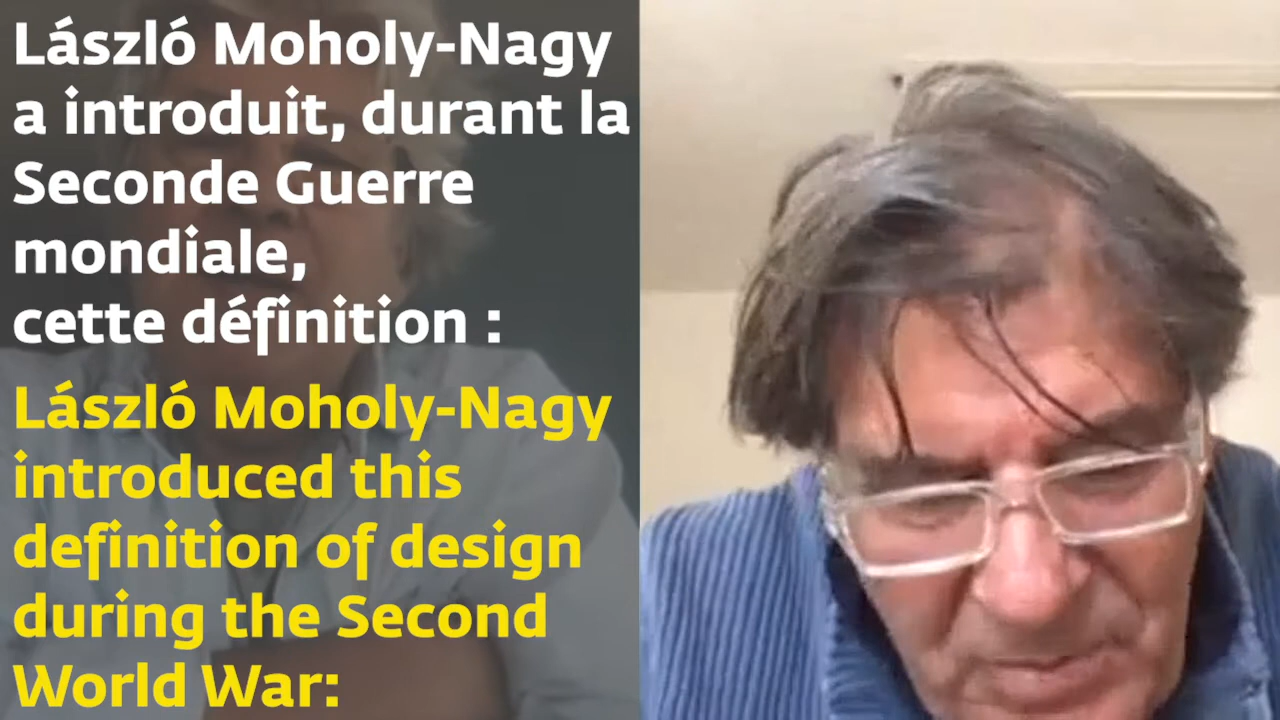 László Moholy-Nagy
a introduit, durant la
Seconde Guerre
mondiale,
cette définition :
László Moholy-Nagy
introduced this
definition of design
during the Second
World War: